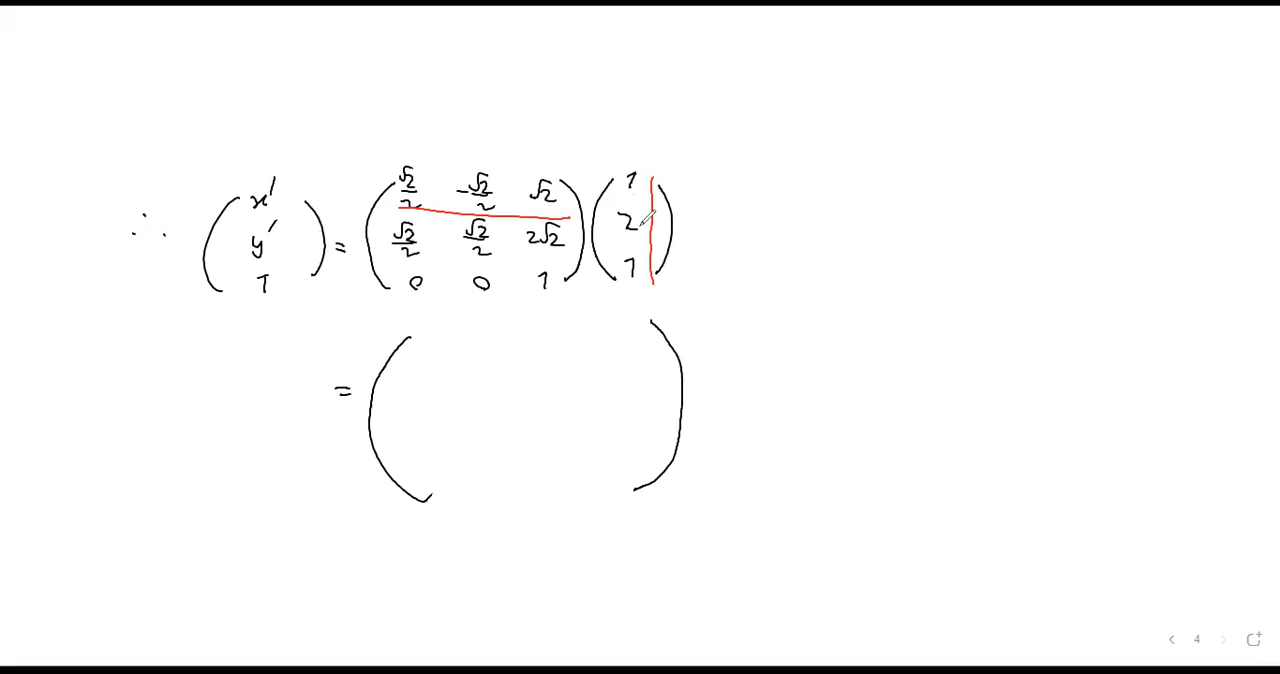 ∴ (x' y' 1) = (√2/2 -√2/2 √2
√2/2 √2/2 2√2
0 0 1) (1 2 1)
= ( )
< 4 >